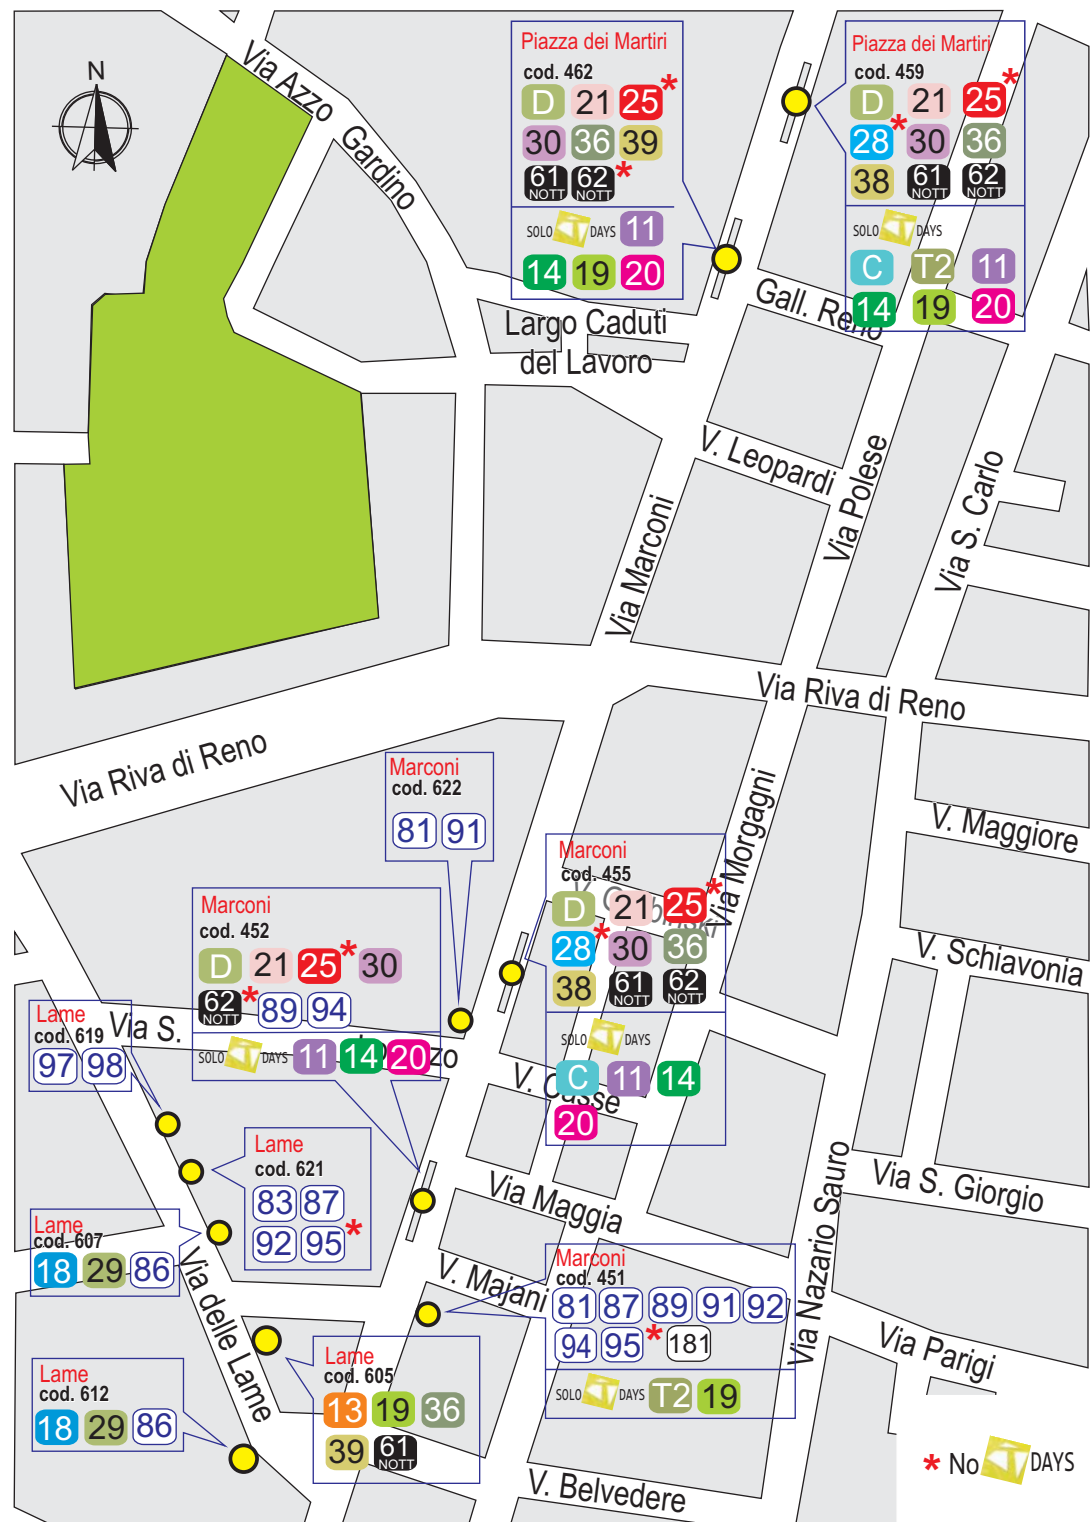 N
Via Azzo Gardino
Piazza dei Martiri
cod. 462
D 21 25*
30 36 39
61 NOTT 62 NOTT *
SOLO T DAYS 11
14 19 20
Piazza dei Martiri
cod. 459
D 21 25*
28* 30 36
38 61 NOTT 62 NOTT
SOLO T DAYS
C T2 11
14 19 20
Gall. Reno
Largo Caduti
del Lavoro
V. Leopardi
Via Polese
Via S. Carlo
Via Marconi
Via Riva di Reno
Via Riva di Reno
Marconi
cod. 622
81 91
Via Morgagni
V. Maggiore
Marconi
cod. 455
D 21 25*
28* 30 36
38 61 NOTT 62 NOTT
SOLO T DAYS
C 11 14
20
Marconi
cod. 452
D 21 25* 30
62 NOTT * 89 94
SOLO T DAYS 11 14 20
V. Schiavonia
Lame
cod. 619
97 98
Via S.
zo
V. Cusse
Lame
cod. 621
83 87
92 95*
Via Maggia
Via Nazario Sauro
Via S. Giorgio
Lame
cod. 607
18 29 86
Via delle Lame
V. Majani
Marconi
cod. 451
81 87 89 91 92
94 95* 181
SOLO T DAYS T2 19
Via Parigi
Lame
cod. 605
13 19 36
39 61 NOTT
Lame
cod. 612
18 29 86
V. Belvedere
* No T DAYS